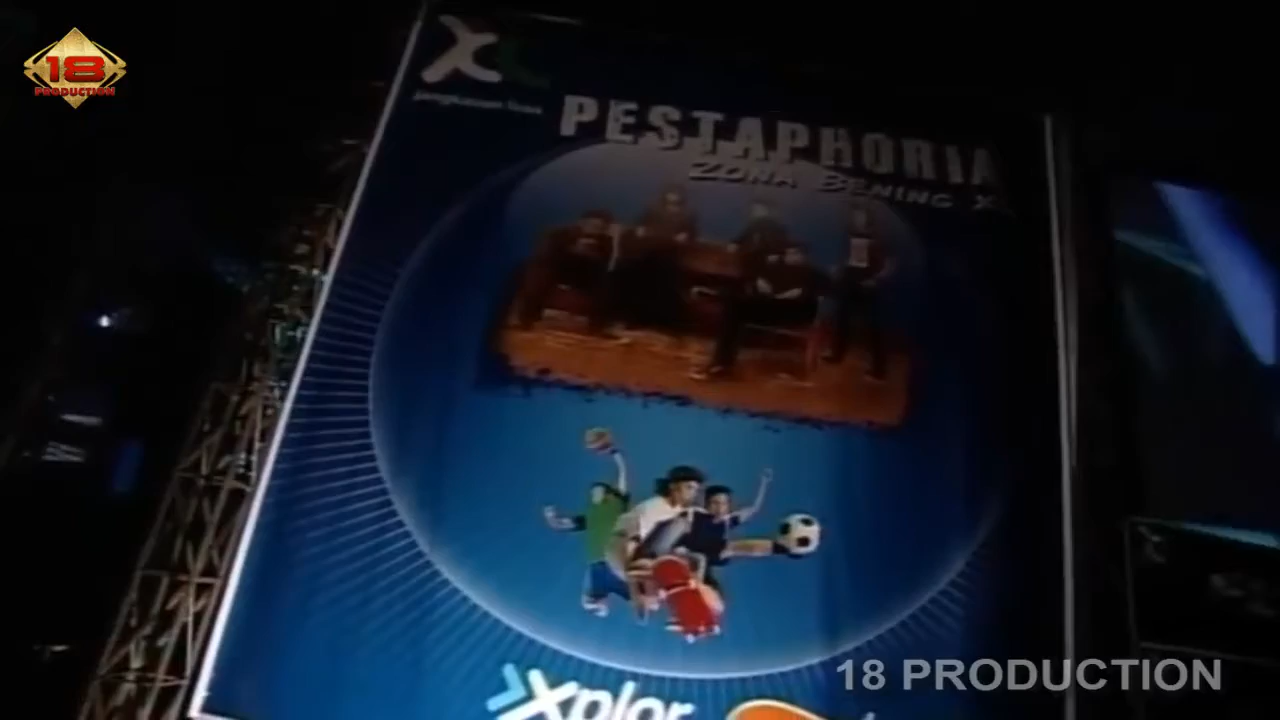 18
PRODUCTION
XL
PESTAPHORIA
ZONA BENING XL
Xplor
18 PRODUCTION